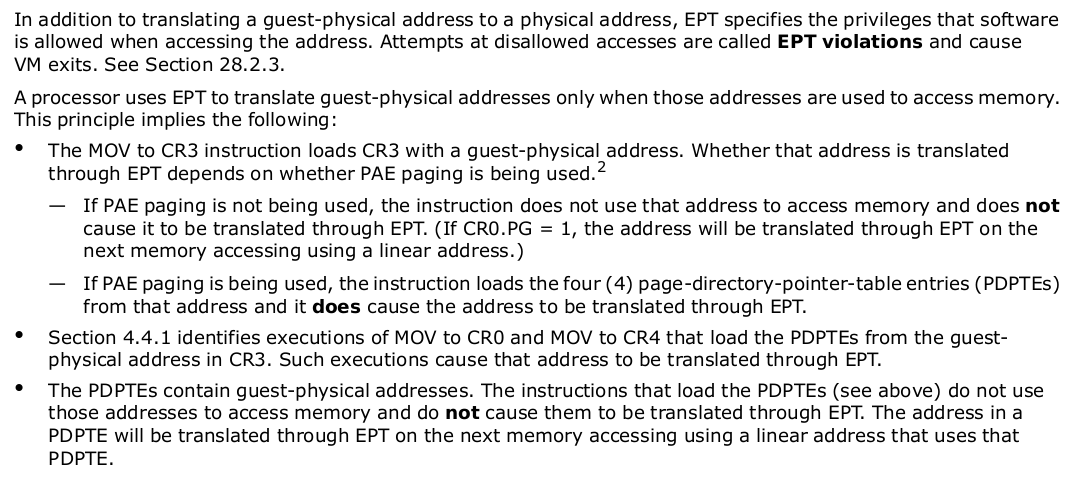 In addition to translating a guest-physical address to a physical address, EPT specifies the privileges that software
is allowed when accessing the address. Attempts at disallowed accesses are called EPT violations and cause
VM exits. See Section 28.2.3.
A processor uses EPT to translate guest-physical addresses only when those addresses are used to access memory.
This principle implies the following:
• The MOV to CR3 instruction loads CR3 with a guest-physical address. Whether that address is translated
through EPT depends on whether PAE paging is being used.2
— If PAE paging is not being used, the instruction does not use that address to access memory and does not
cause it to be translated through EPT. (If CR0.PG = 1, the address will be translated through EPT on the
next memory accessing using a linear address.)
— If PAE paging is being used, the instruction loads the four (4) page-directory-pointer-table entries (PDPTEs)
from that address and it does cause the address to be translated through EPT.
• Section 4.4.1 identifies executions of MOV to CR0 and MOV to CR4 that load the PDPTEs from the guest-
physical address in CR3. Such executions cause that address to be translated through EPT.
• The PDPTEs contain guest-physical addresses. The instructions that load the PDPTEs (see above) do not use
those addresses to access memory and do not cause them to be translated through EPT. The address in a
PDPTE will be translated through EPT on the next memory accessing using a linear address that uses that
PDPTE.